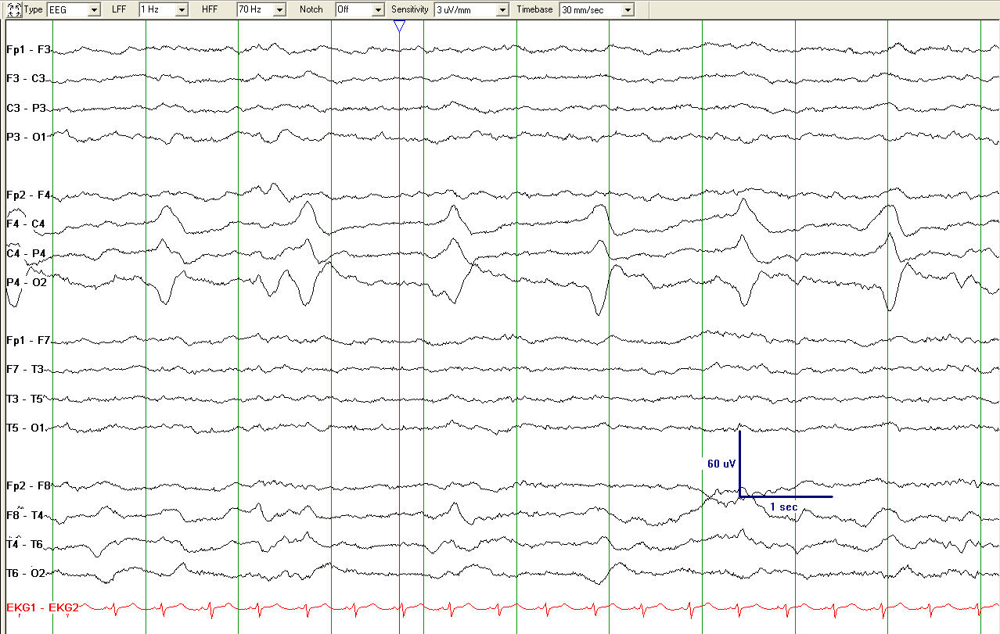 Type EEG LFF 1 Hz HFF 70 Hz Notch Off Sensitivity 3 uV/mm Timebase 30 mm/sec
Fp1 - F3
F3 - C3
C3 - P3
P3 - O1
Fp2 - F4
F4 - C4
C4 - P4
P4 - O2
Fp1 - F7
F7 - T3
T3 - T5
T5 - O1
60 uV
Fp2 - F8
1 sec
F8 - T4
T4 - T6
T6 - O2
EKG1 - EKG2